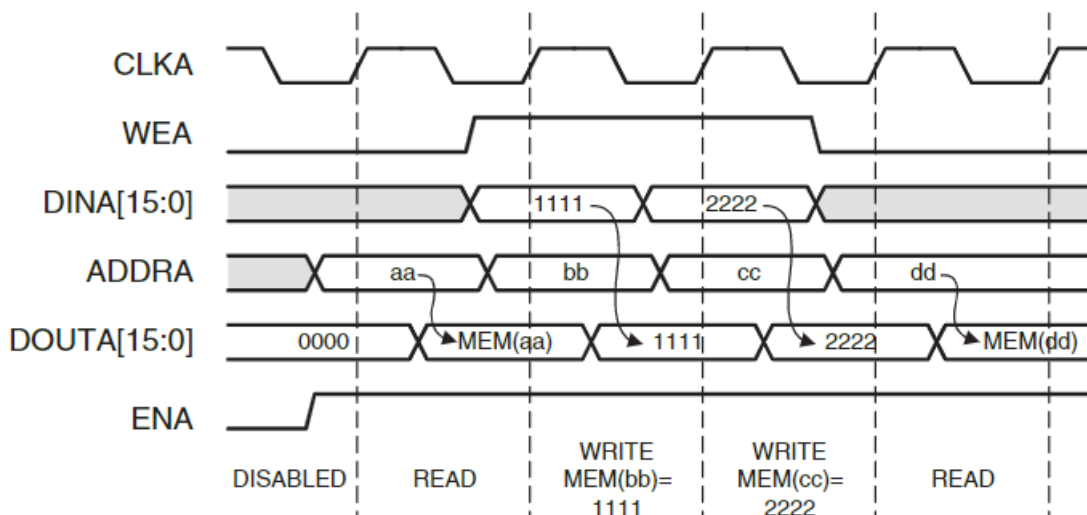 CLKA
WEA
DINA[15:0] 1111 2222
ADDRA aa bb cc dd
DOUTA[15:0] 0000 MEM(aa) 1111 2222 MEM(dd)
ENA
DISABLED
READ
WRITE
MEM(bb)=
1111
WRITE
MEM(cc)=
2222
READ